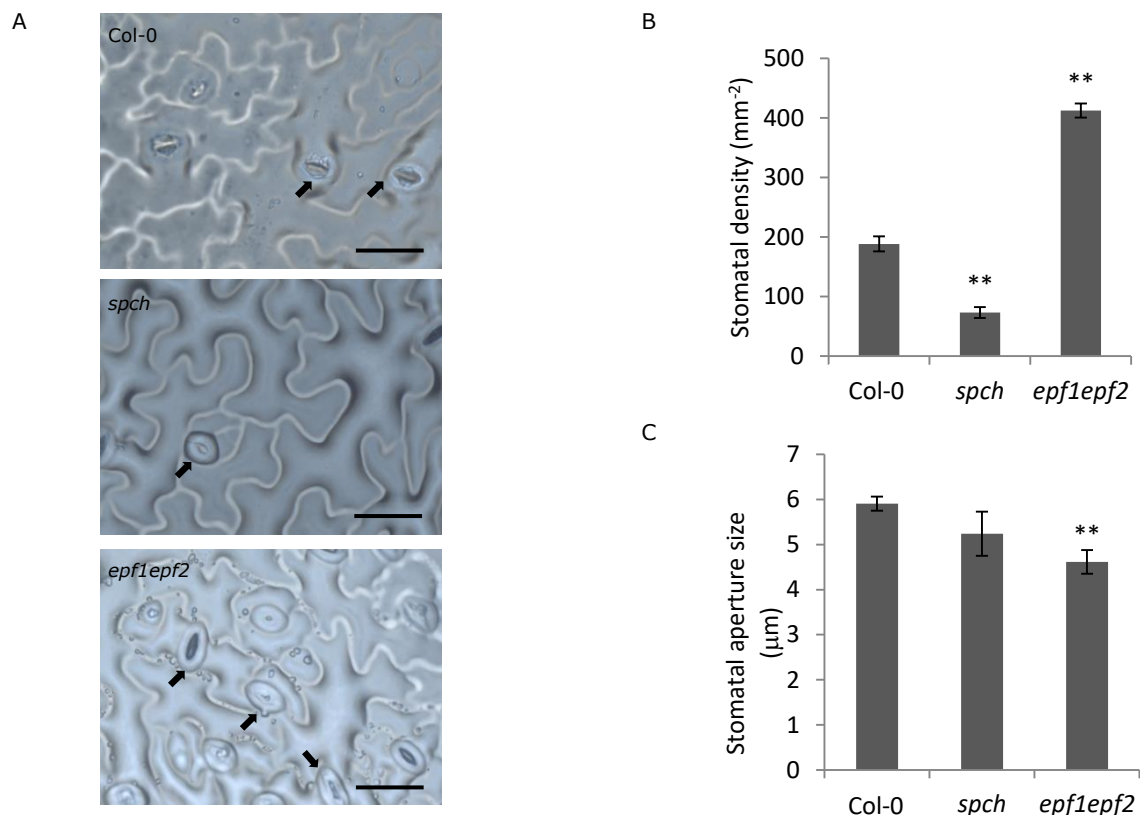 A
Col-0
spch
epf1epf2
B
Stomatal density (mm⁻²)
500
400
300
200
100
0
**
**
Col-0 spch epf1epf2
C
Stomatal aperture size
(μm)
7
6
5
4
3
2
1
0
**
Col-0 spch epf1epf2